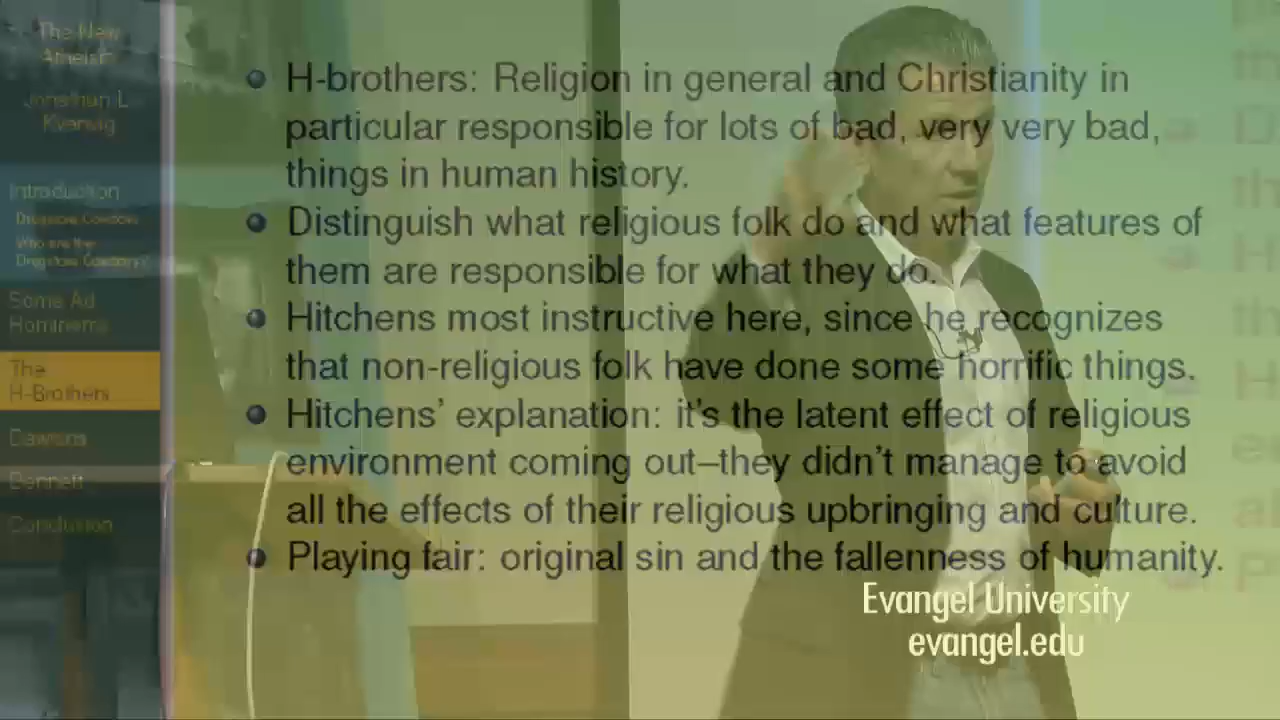 The New
Atheism
Jonathan L.
Kvanvig
Introduction
Drugstore Cowboys
Who are the
Drugstore Cowboys?
Some Ad
Hominems
The
H-Brothers
Dawkins
Dennett
Conclusion
H-brothers: Religion in general and Christianity in
particular responsible for lots of bad, very very bad,
things in human history.
Distinguish what religious folk do and what features of
them are responsible for what they do.
Hitchens most instructive here, since he recognizes
that non-religious folk have done some horrific things.
Hitchens' explanation: it's the latent effect of religious
environment coming out–they didn't manage to avoid
all the effects of their religious upbringing and culture.
Playing fair: original sin and the fallenness of humanity.
Evangel University
evangel.edu